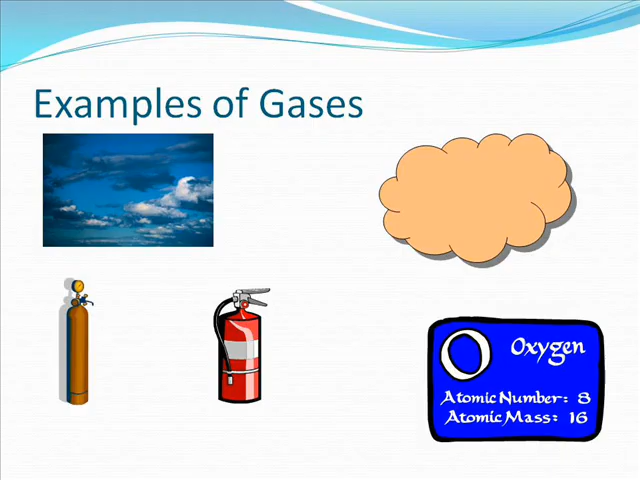 Examples of Gases
O
Oxygen
Atomic Number: 8
Atomic Mass: 16